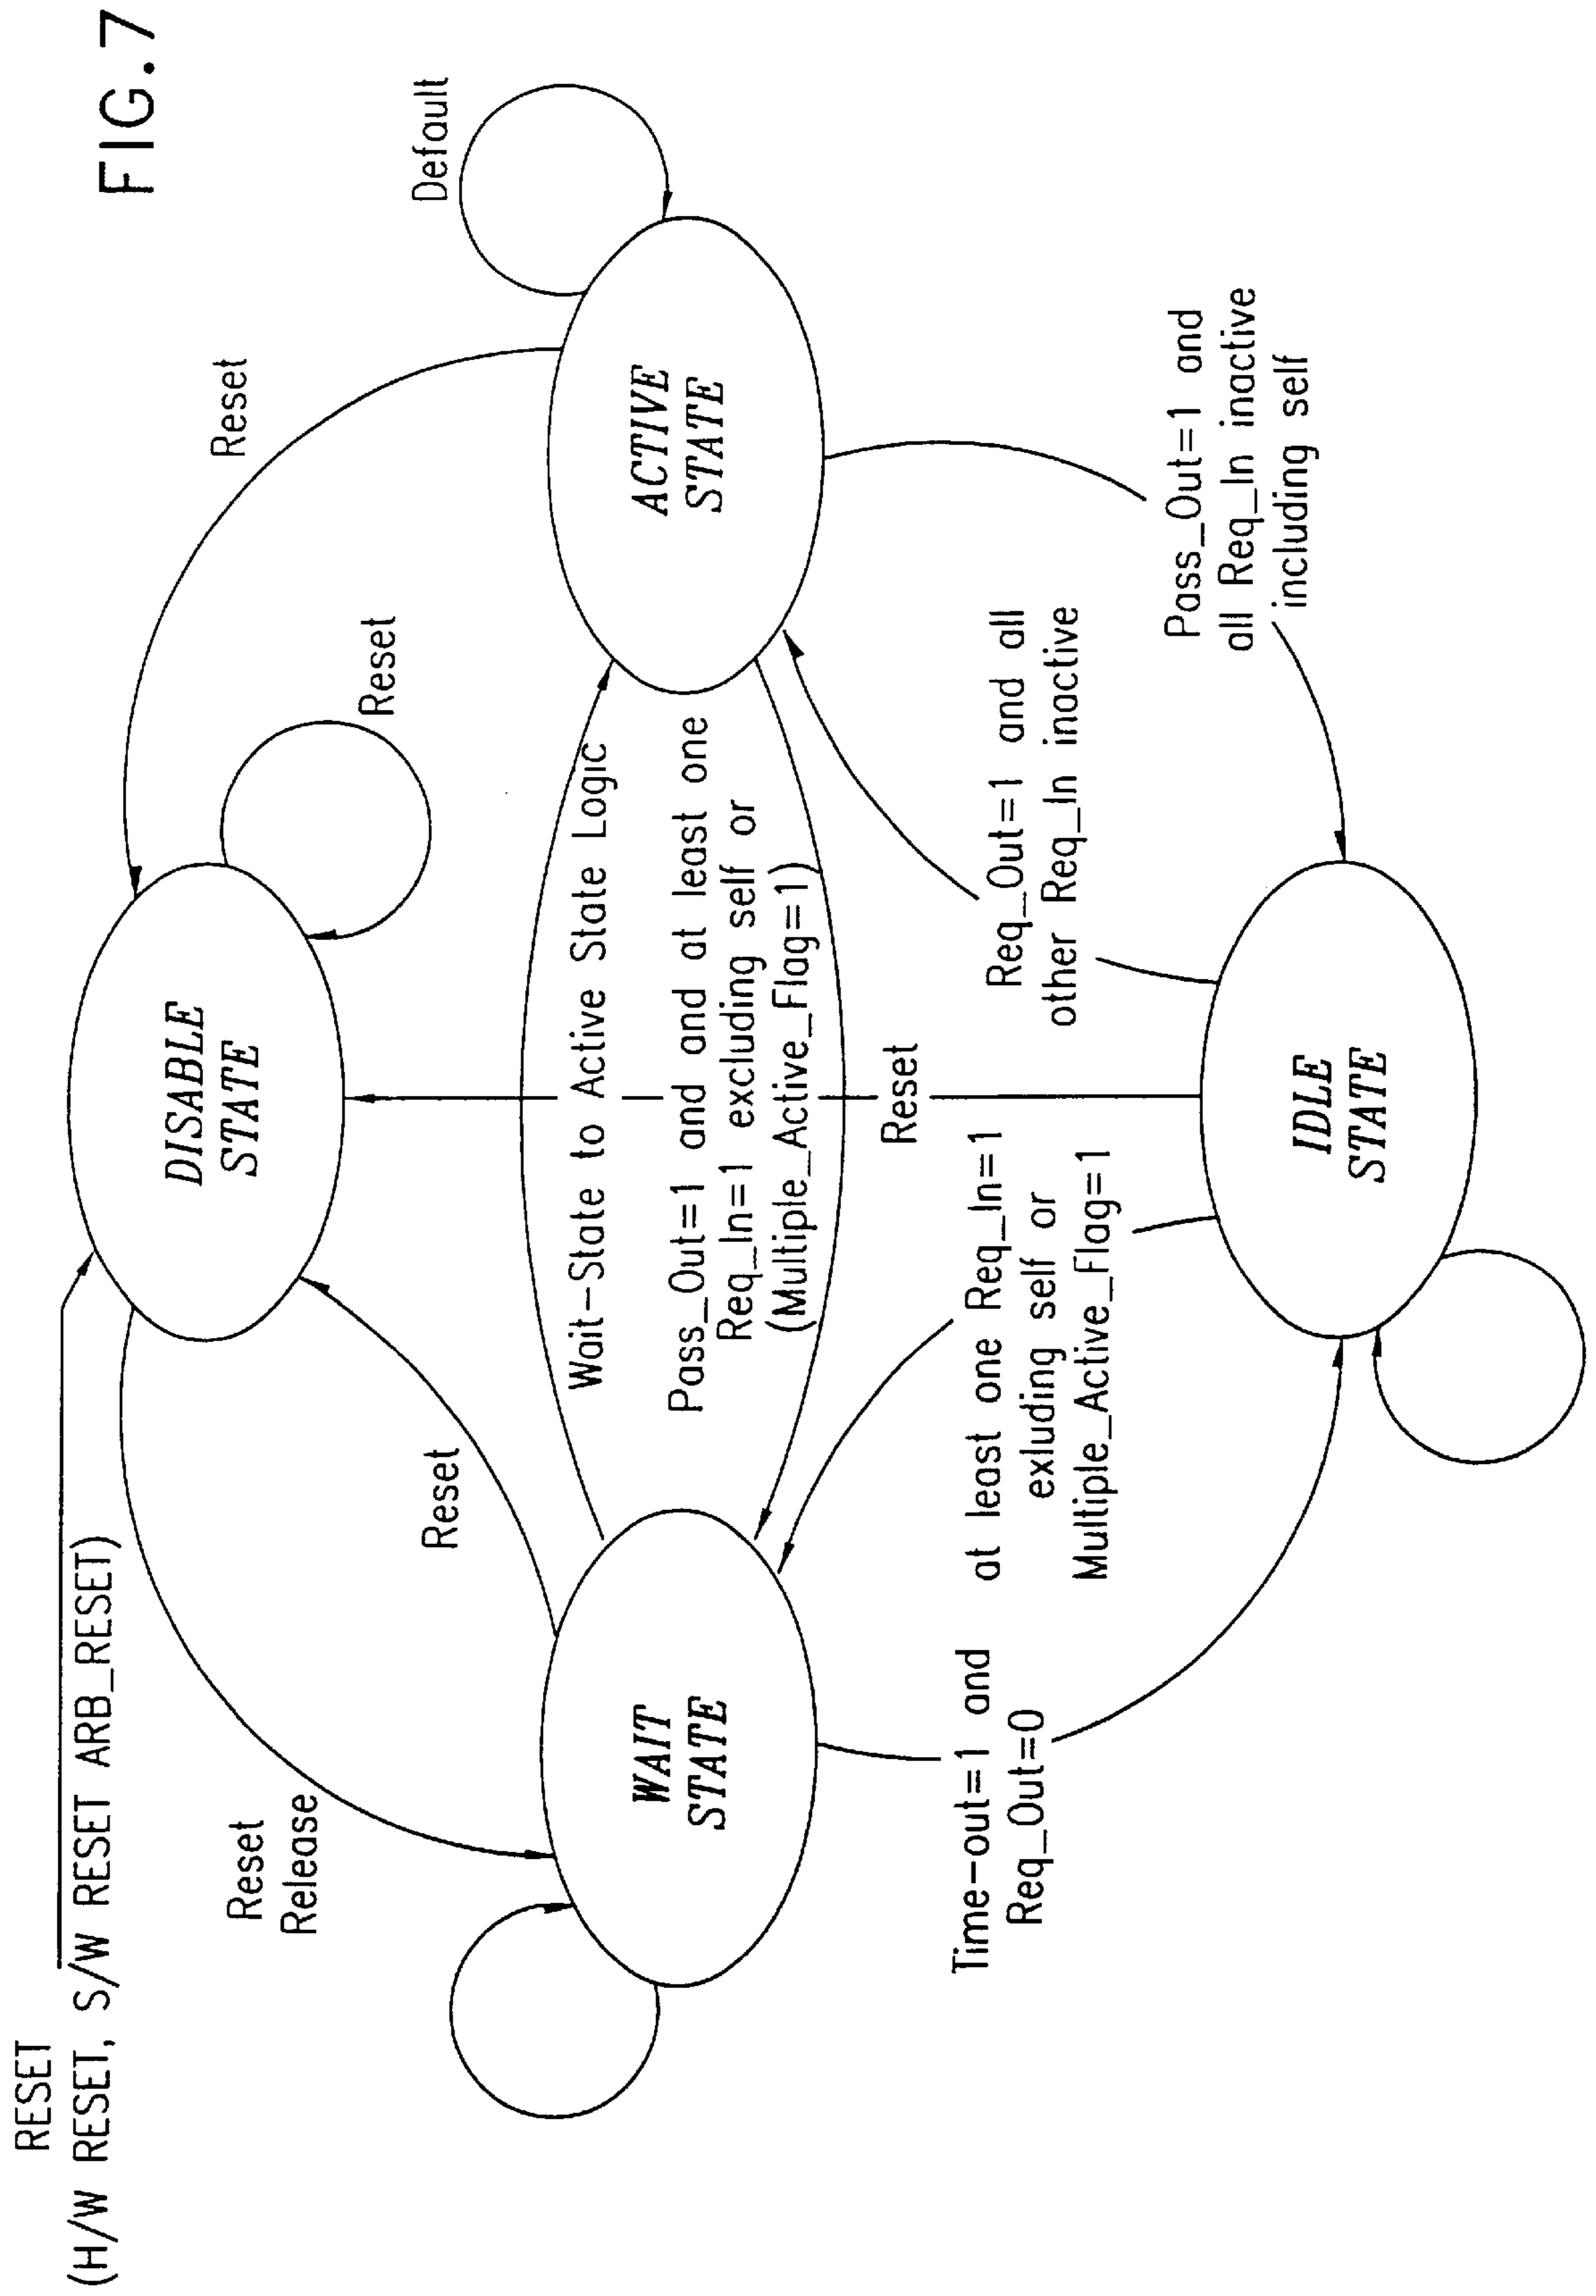 FIG.7
RESET
(H/W RESET, S/W RESET ARB_RESET)
DISABLE
STATE
Reset
Reset
Reset
Release
Reset
Default
WAIT
STATE
ACTIVE
STATE
Wait-State to Active State Logic
Pass_Out=1 and and at least one
Req_In=1 excluding self or
(Multiple_Active_Flag=1)
Reset
Time-out=1 and
Req_Out=0
at least one Req_In=1
exluding self or
Multiple_Active_Flag=1
Req_Out=1 and all
other Req_In inactive
Pass_Out=1 and
all Req_In inactive
including self
IDLE
STATE